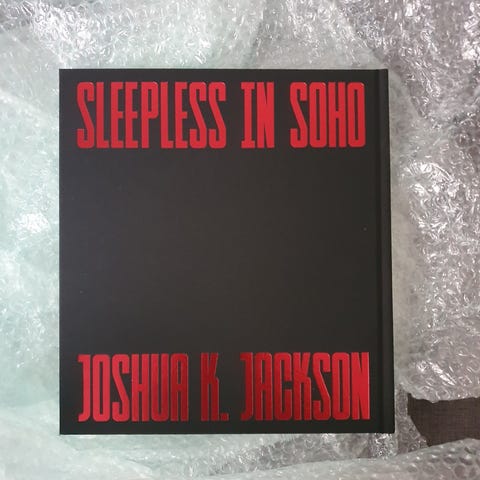 SLEEPLESS IN SOHO
JOSHUA K. JACKSON